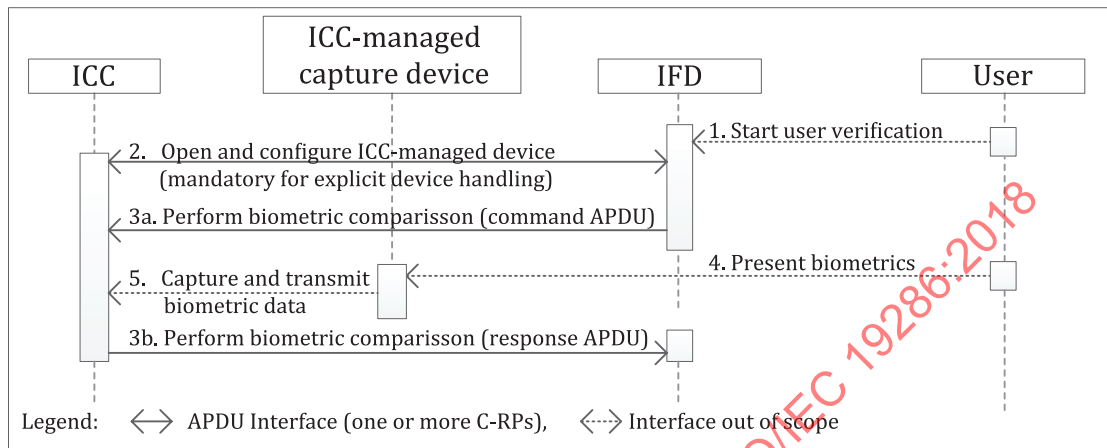 ICC
ICC-managed
capture device
IFD
User
1. Start user verification
2. Open and configure ICC-managed device
(mandatory for explicit device handling)
3a. Perform biometric comparisson (command APDU)
4. Present biometrics
5. Capture and transmit
biometric data
3b. Perform biometric comparisson (response APDU)
Legend: APDU Interface (one or more C-RPs), Interface out of scope
O/IEC 19286:2018